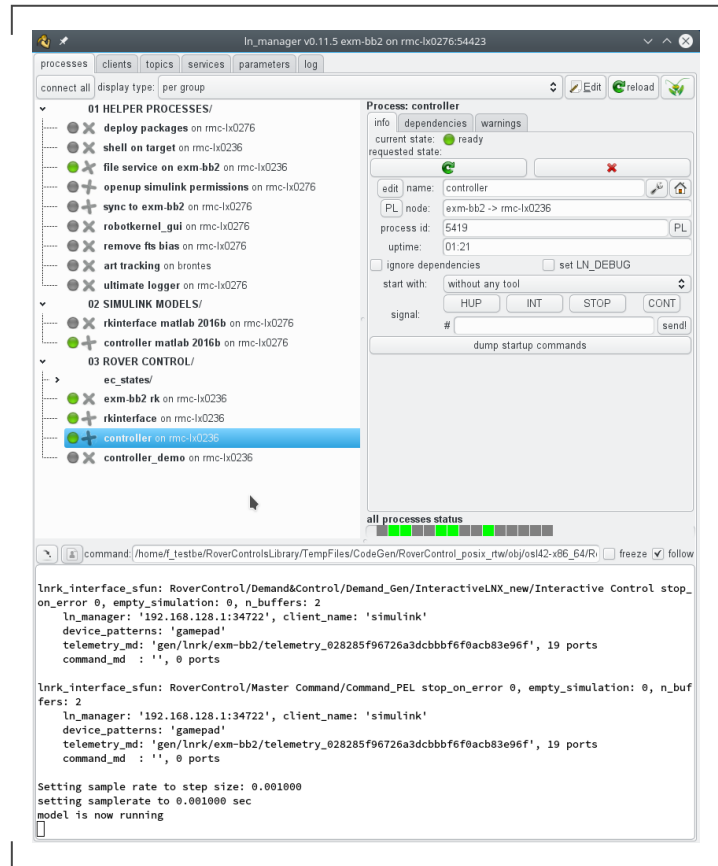 ln_manager v0.11.5 exm-bb2 on rmc-lx0276:54423
processes clients topics services parameters log
connect all display type: per group Edit reload
01 HELPER PROCESSES/
deploy packages on rmc-lx0276
shell on target on rmc-lx0236
file service on exm-bb2 on rmc-lx0236
openup simulink permissions on rmc-lx0276
sync to exm-bb2 on rmc-lx0276
robotkernel_gui on rmc-lx0276
remove fts bias on rmc-lx0276
art tracking on brontes
ultimate logger on rmc-lx0276
02 SIMULINK MODELS/
rkinterface matlab 2016b on rmc-lx0276
controller matlab 2016b on rmc-lx0276
03 ROVER CONTROL/
ec_states/
exm-bb2 rk on rmc-lx0236
rkinterface on rmc-lx0236
controller on rmc-lx0236
controller_demo on rmc-lx0236
Process: controller
info dependencies warnings
current state: ready
requested state:
edit name: controller
PL node: exm-bb2 -> rmc-lx0236
process id: 5419 PL
uptime: 01:21
ignore dependencies set LN_DEBUG
start with: without any tool
signal: HUP INT STOP CONT
# send!
dump startup commands
all processes status
command: /home/f_testbe/RoverControlsLibrary/TempFiles/CodeGen/RoverControl_posix_rtw/obj/osl42-x86_64/R freeze follow
lnrk_interface_sfun: RoverControl/Demand&Control/Demand_Gen/InteractiveLNX_new/Interactive Control stop_
on_error 0, empty_simulation: 0, n_buffers: 2
ln_manager: '192.168.128.1:34722', client_name: 'simulink'
device_patterns: 'gamepad'
telemetry_md: 'gen/lnrk/exm-bb2/telemetry_028285f96726a3dcbbbf6f0acb83e96f', 19 ports
command_md : '', 0 ports
lnrk_interface_sfun: RoverControl/Master Command/Command_PEL stop_on_error 0, empty_simulation: 0, n_buf
fers: 2
ln_manager: '192.168.128.1:34722', client_name: 'simulink'
device_patterns: 'gamepad'
telemetry_md: 'gen/lnrk/exm-bb2/telemetry_028285f96726a3dcbbbf6f0acb83e96f', 19 ports
command_md : '', 0 ports
Setting sample rate to step size: 0.001000
setting samplerate to 0.001000 sec
model is now running